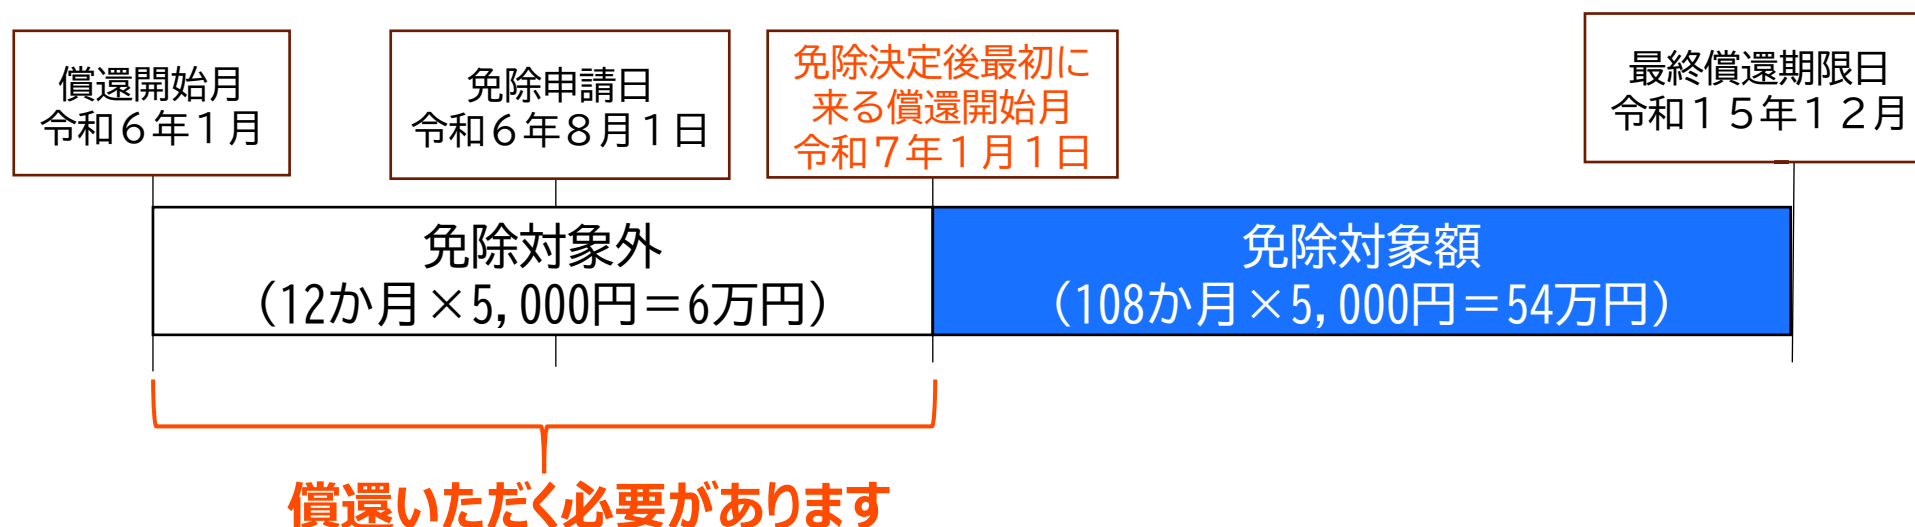 償還開始月
令和６年１月
免除申請日
令和６年８月１日
免除決定後最初に
来る償還開始月
令和７年１月１日
最終償還期限日
令和１５年１２月
免除対象外
（12か月×5,000円＝6万円）
免除対象額
（108か月×5,000円＝54万円）
償還いただく必要があります